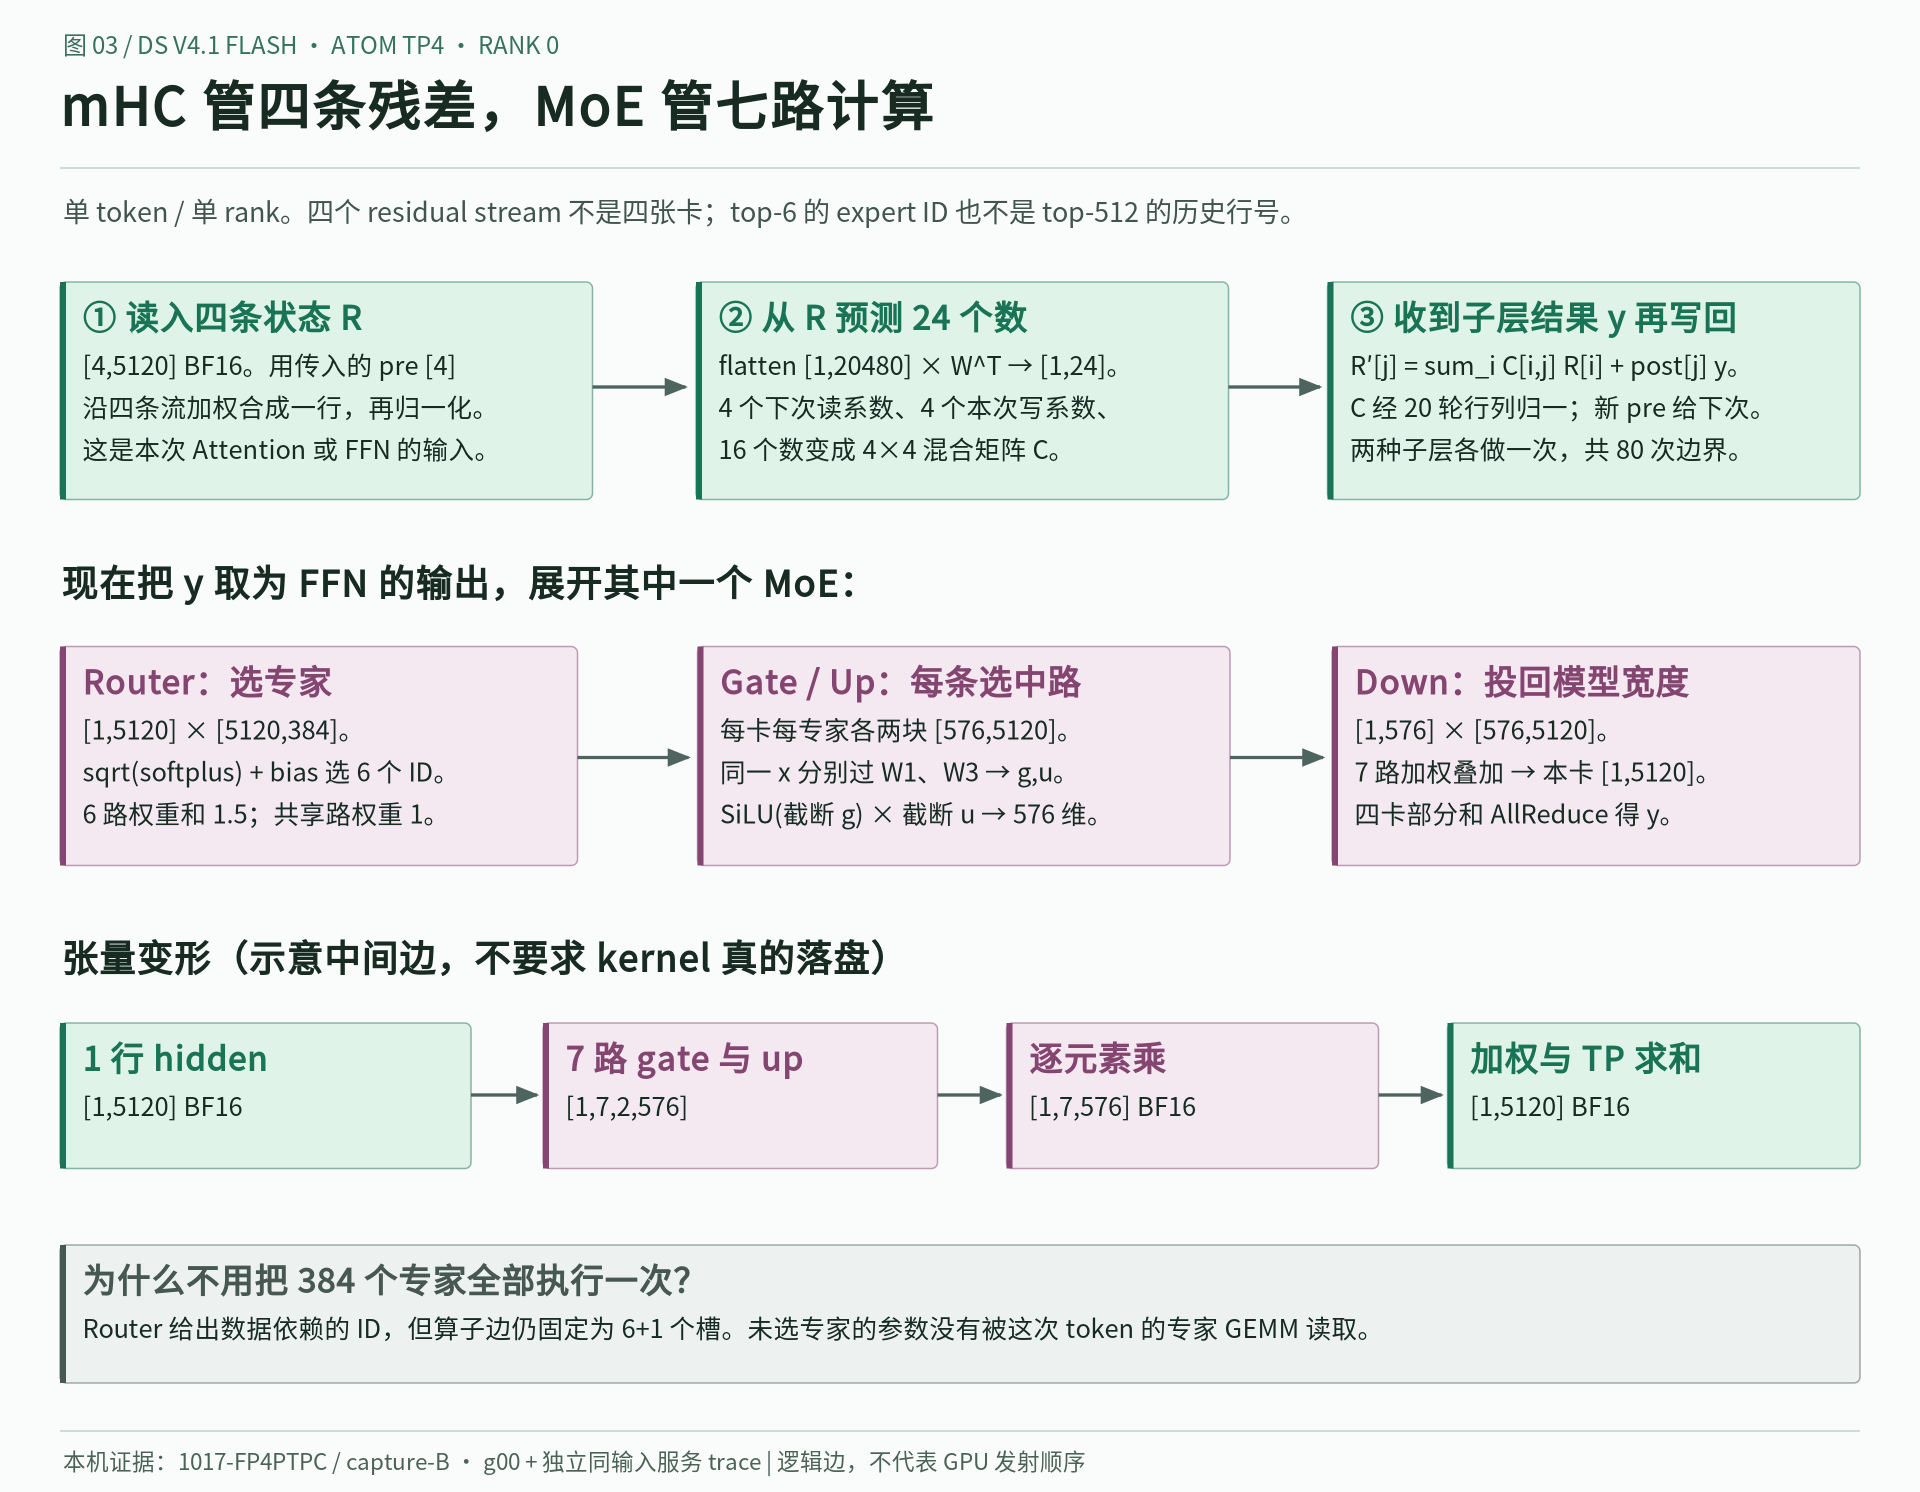 图 03 / DS V4.1 FLASH · ATOM TP4 · RANK 0
mHC 管四条残差，MoE 管七路计算
单 token / 单 rank。四个 residual stream 不是四张卡；top-6 的 expert ID 也不是 top-512 的历史行号。
① 读入四条状态 R
[4,5120] BF16。用传入的 pre [4]
沿四条流加权合成一行，再归一化。
这是本次 Attention 或 FFN 的输入。
② 从 R 预测 24 个数
flatten [1,20480] × W^T → [1,24]。
4 个下次读系数、4 个本次写系数、
16 个数变成 4×4 混合矩阵 C。
③ 收到子层结果 y 再写回
R′[j] = sum_i C[i,j] R[i] + post[j] y。
C 经 20 轮行列归一；新 pre 给下次。
两种子层各做一次，共 80 次边界。
现在把 y 取为 FFN 的输出，展开其中一个 MoE：
Router：选专家
[1,5120] × [5120,384]。
sqrt(softplus) + bias 选 6 个 ID。
6 路权重和 1.5；共享路权重 1。
Gate / Up：每条选中路
每卡每专家各两块 [576,5120]。
同一 x 分别过 W1、W3 → g,u。
SiLU(截断 g) × 截断 u → 576 维。
Down：投回模型宽度
[1,576] × [576,5120]。
7 路加权叠加 → 本卡 [1,5120]。
四卡部分和 AllReduce 得 y。
张量变形（示意中间边，不要求 kernel 真的落盘）
1 行 hidden
[1,5120] BF16
7 路 gate 与 up
[1,7,2,576]
逐元素乘
[1,7,576] BF16
加权与 TP 求和
[1,5120] BF16
为什么不用把 384 个专家全部执行一次？
Router 给出数据依赖的 ID，但算子边仍固定为 6+1 个槽。未选专家的参数没有被这次 token 的专家 GEMM 读取。
本机证据：1017-FP4PTPC / capture-B · g00 + 独立同输入服务 trace | 逻辑边，不代表 GPU 发射顺序